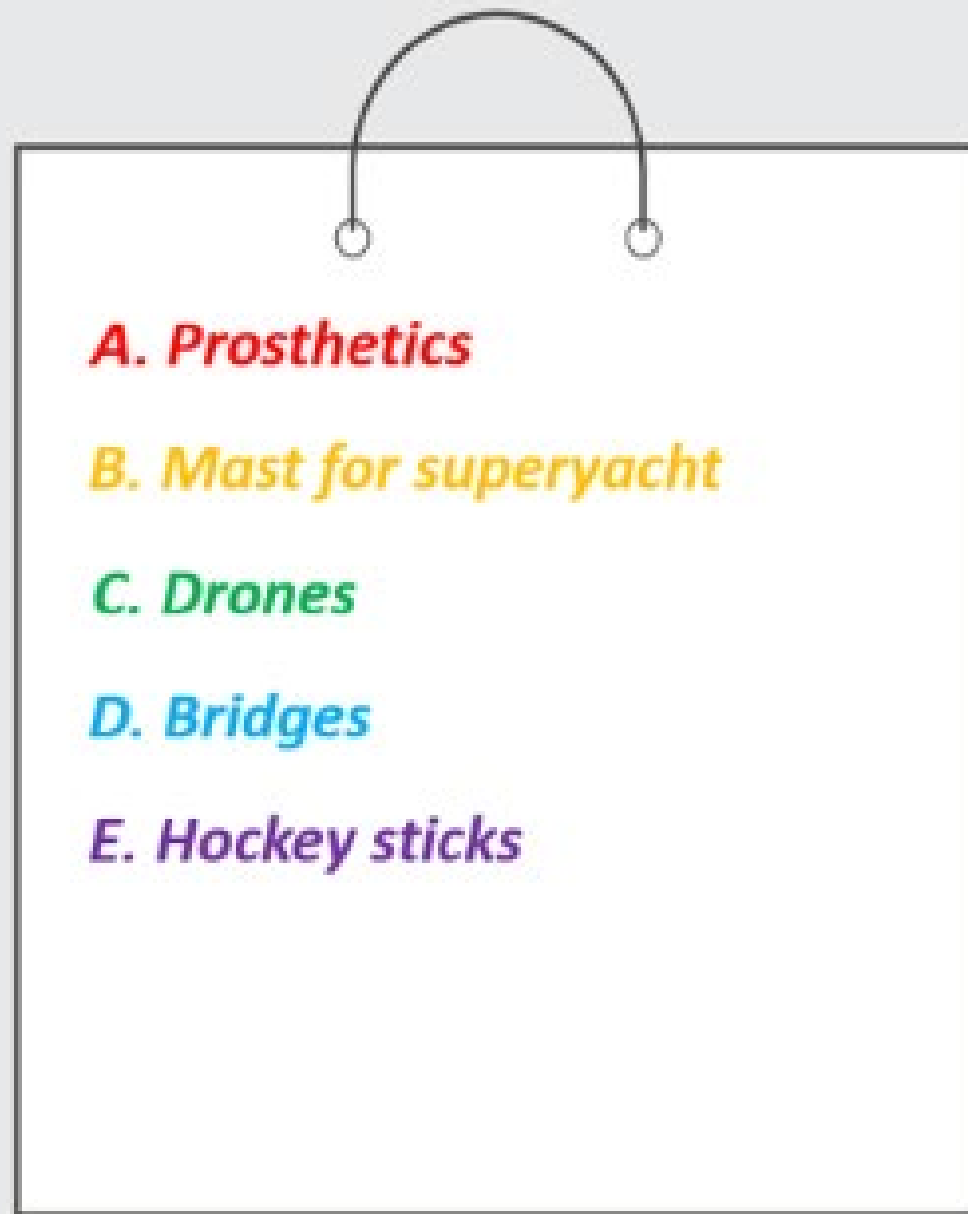 A. Prosthetics
B. Mast for superyacht
C. Drones
D. Bridges
E. Hockey sticks